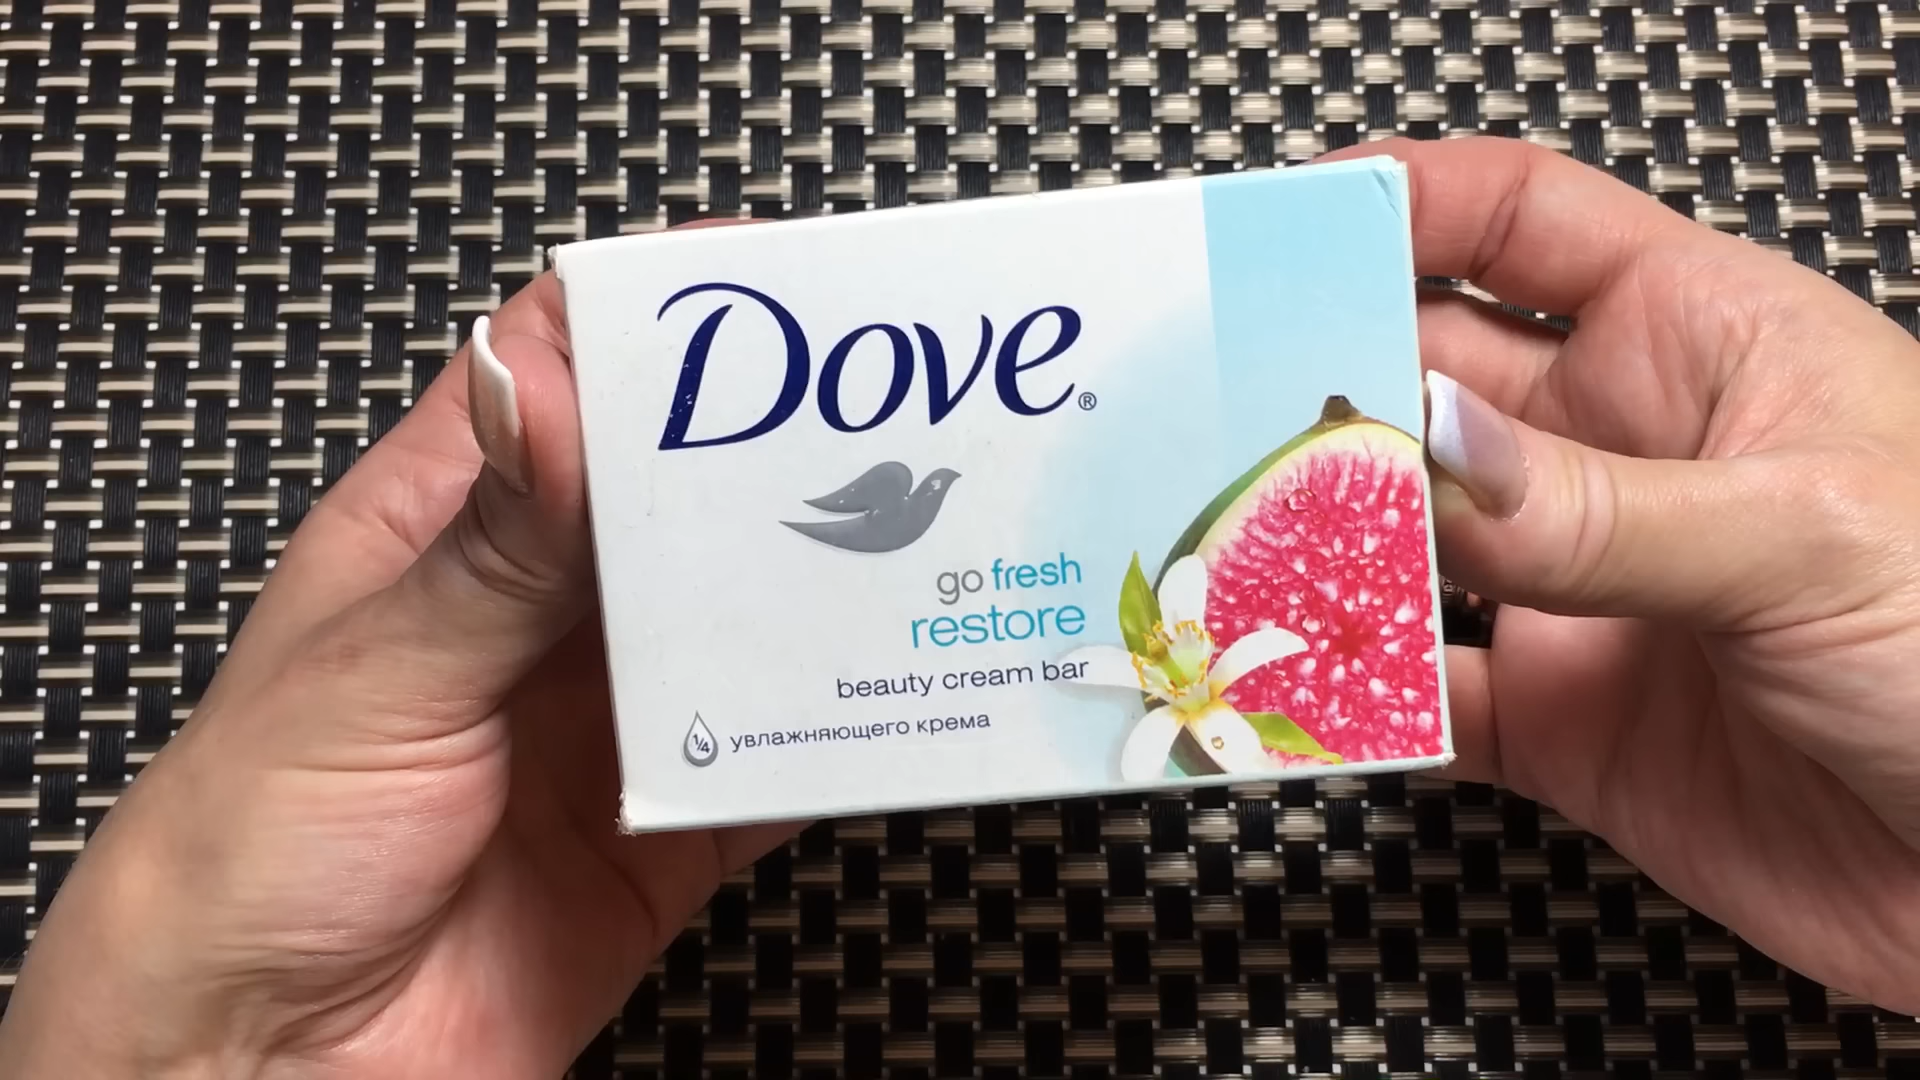 Dove®
go fresh
restore
beauty cream bar
1/4 увлажняющего крема